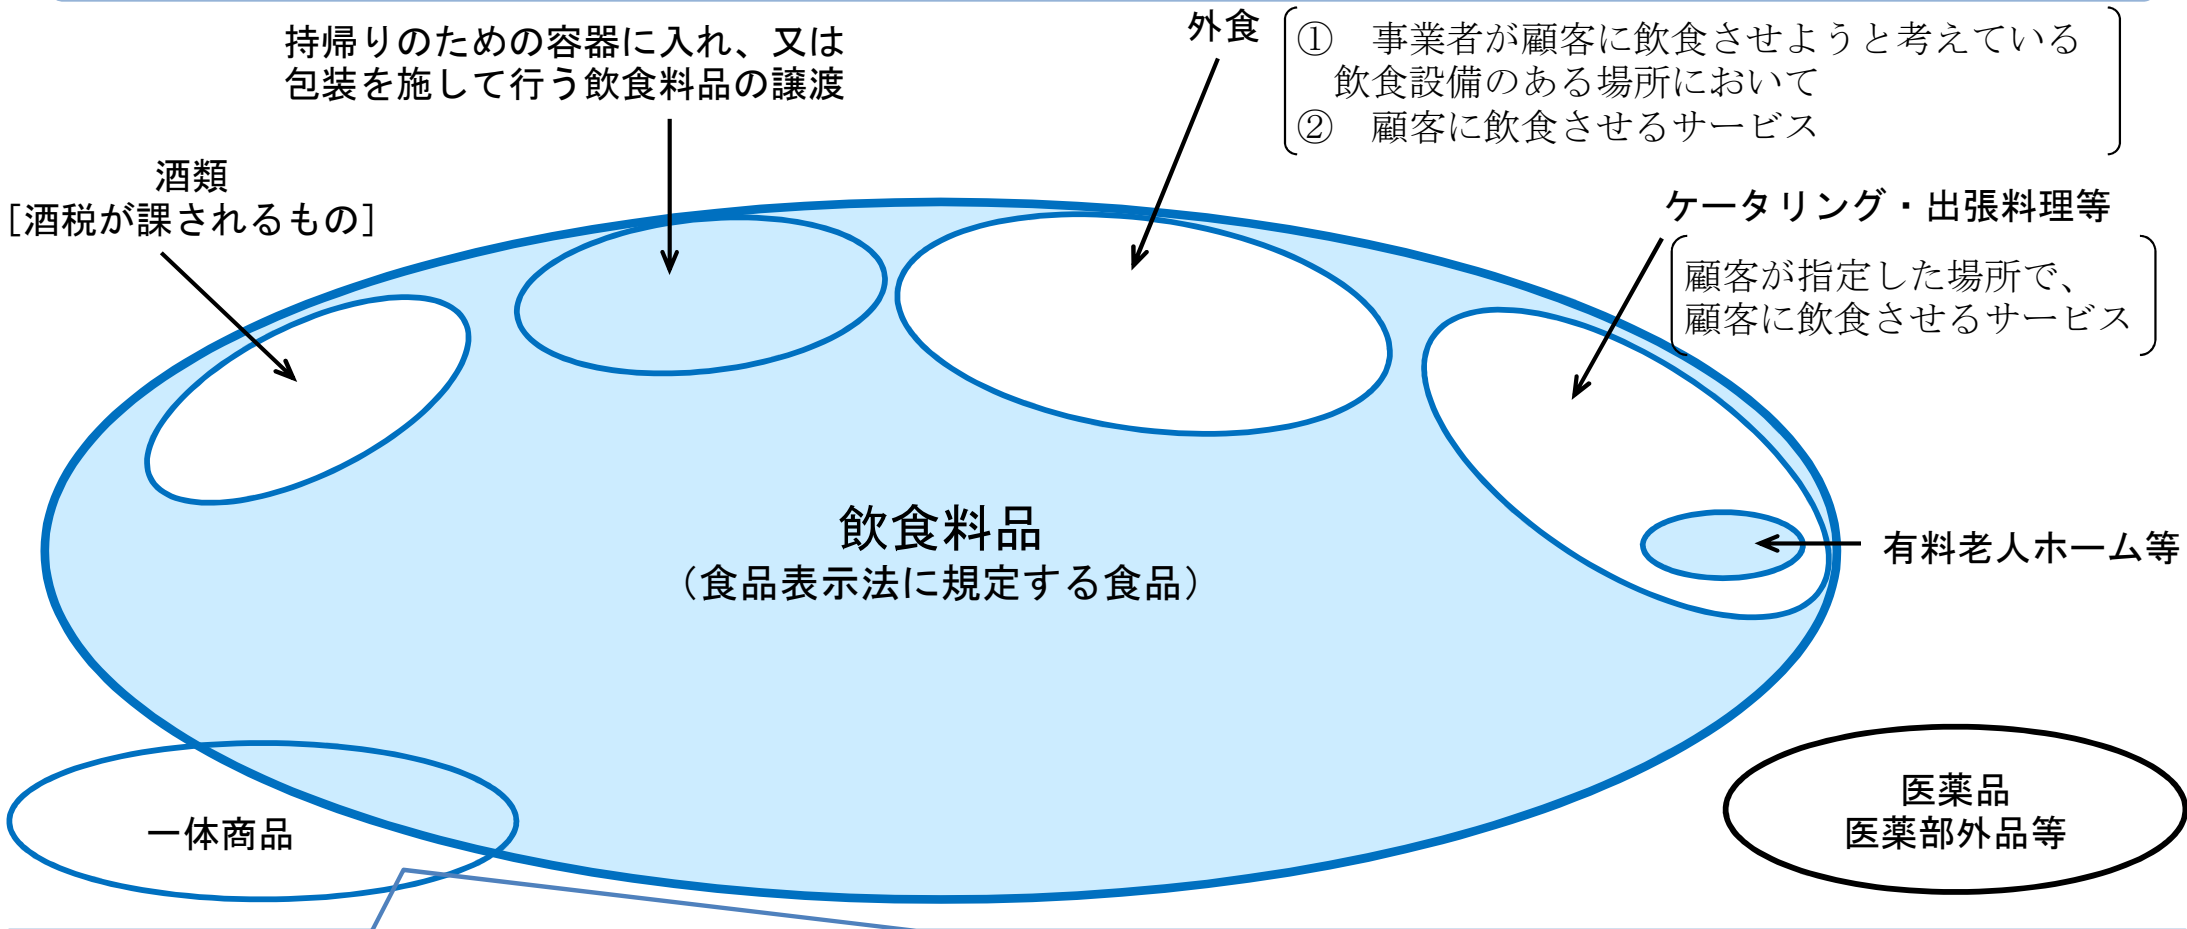 持帰りのための容器に入れ、又は
包装を施して行う飲食料品の譲渡
外食
① 事業者が顧客に飲食させようと考えている
飲食設備のある場所において
② 顧客に飲食させるサービス
酒類
[酒税が課されるもの]
ケータリング・出張料理等
顧客が指定した場所で、
顧客に飲食させるサービス
飲食料品
(食品表示法に規定する食品)
有料老人ホーム等
一体商品
医薬品
医薬部外品等